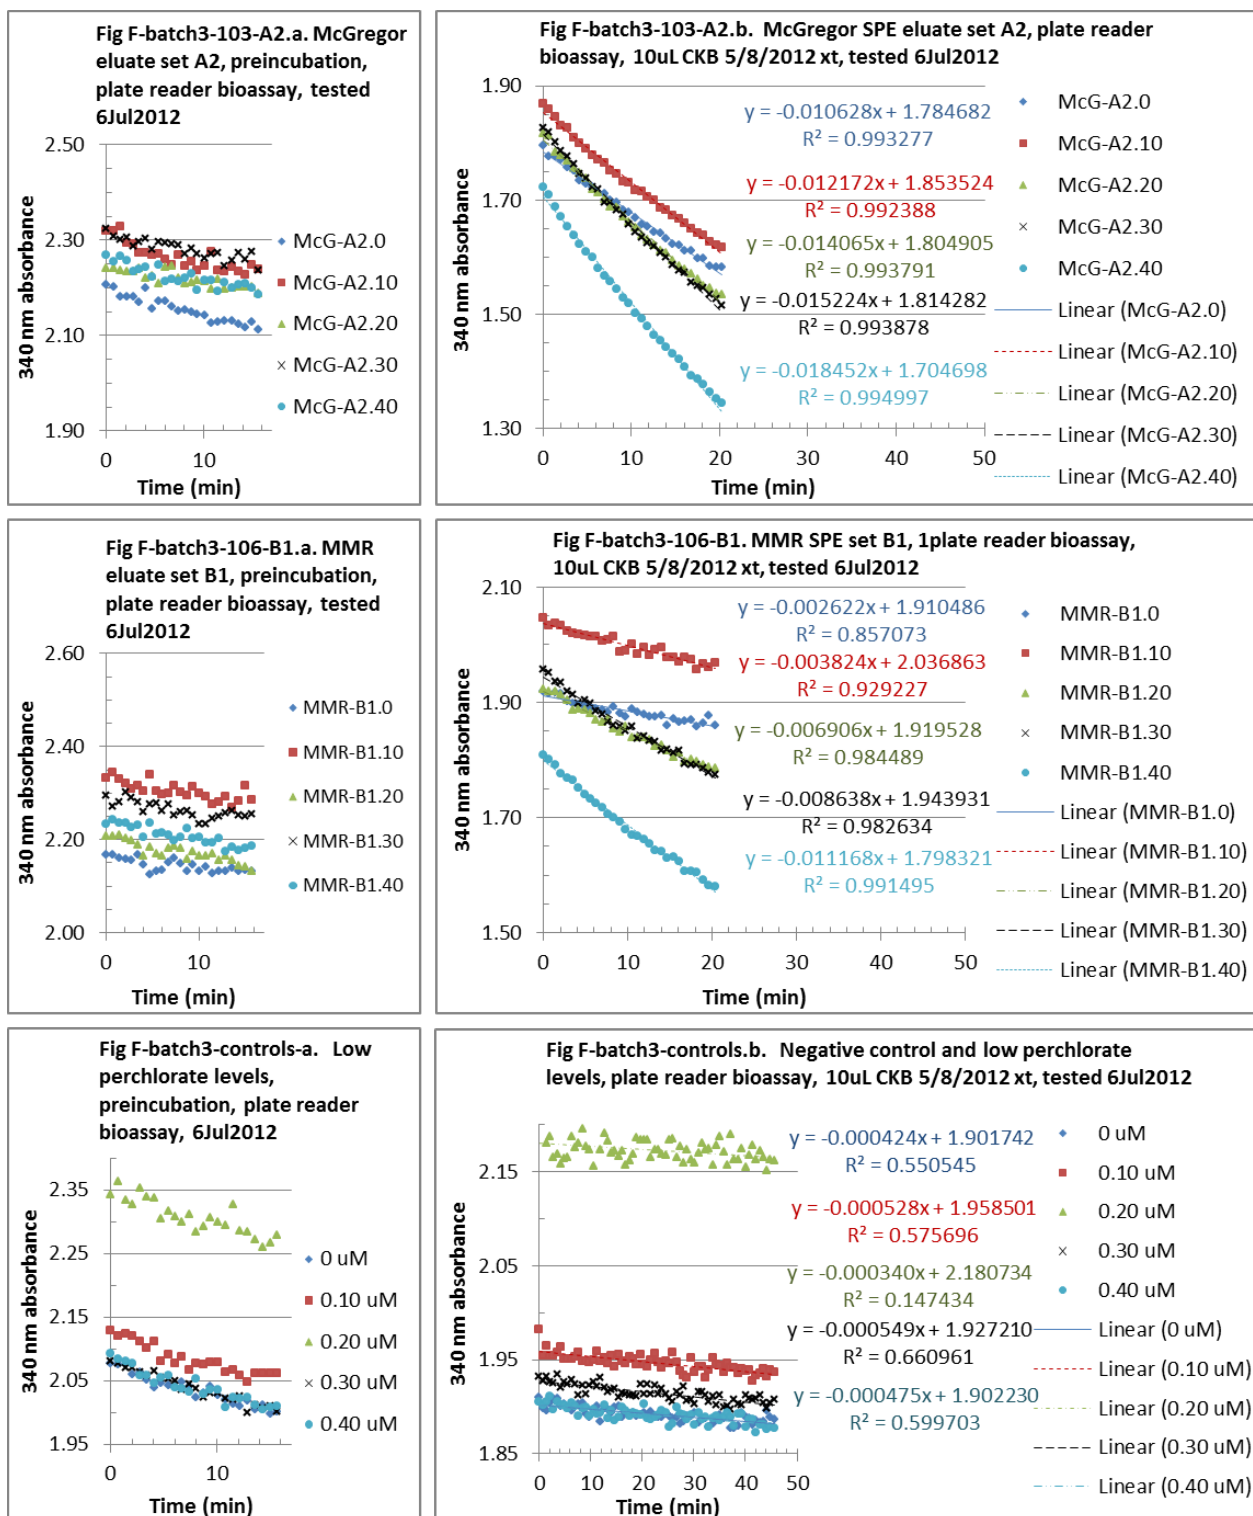 Fig F-batch3-103-A2.a. McGregor
eluate set A2, preincubation,
plate reader bioassay, tested
6Jul2012
2.50
2.30
2.10
1.90
340 nm absorbance
0
10
Time (min)
McG-A2.0
McG-A2.10
McG-A2.20
McG-A2.30
McG-A2.40
Fig F-batch3-103-A2.b. McGregor SPE eluate set A2, plate reader
bioassay, 10uL CKB 5/8/2012 xt, tested 6Jul2012
1.90
1.70
1.50
1.30
340 nm absorbance
0
10
20
30
40
50
Time (min)
y = -0.010628x + 1.784682
R² = 0.993277
y = -0.012172x + 1.853524
R² = 0.992388
y = -0.014065x + 1.804905
R² = 0.993791
y = -0.015224x + 1.814282
R² = 0.993878
y = -0.018452x + 1.704698
R² = 0.994997
McG-A2.0
McG-A2.10
McG-A2.20
McG-A2.30
McG-A2.40
Linear (McG-A2.0)
Linear (McG-A2.10)
Linear (McG-A2.20)
Linear (McG-A2.30)
Linear (McG-A2.40)
Fig F-batch3-106-B1.a. MMR
eluate set B1, preincubation,
plate reader bioassay, tested
6Jul2012
2.60
2.40
2.20
2.00
340 nm absorbance
0
10
Time (min)
MMR-B1.0
MMR-B1.10
MMR-B1.20
MMR-B1.30
MMR-B1.40
Fig F-batch3-106-B1. MMR SPE set B1, 1plate reader bioassay,
10uL CKB 5/8/2012 xt, tested 6Jul2012
2.10
1.90
1.70
1.50
340 nm absorbance
0
10
20
30
40
50
Time (min)
y = -0.002622x + 1.910486
R² = 0.857073
y = -0.003824x + 2.036863
R² = 0.929227
y = -0.006906x + 1.919528
R² = 0.984489
y = -0.008638x + 1.943931
R² = 0.982634
y = -0.011168x + 1.798321
R² = 0.991495
MMR-B1.0
MMR-B1.10
MMR-B1.20
MMR-B1.30
MMR-B1.40
Linear (MMR-B1.0)
Linear (MMR-B1.10)
Linear (MMR-B1.20)
Linear (MMR-B1.30)
Linear (MMR-B1.40)
Fig F-batch3-controls-a. Low
perchlorate levels,
preincubation, plate reader
bioassay, 6Jul2012
2.35
2.25
2.15
2.05
1.95
340 nm absorbance
0
10
Time (min)
0 uM
0.10 uM
0.20 uM
0.30 uM
0.40 uM
Fig F-batch3-controls.b. Negative control and low perchlorate
levels, plate reader bioassay, 10uL CKB 5/8/2012 xt, tested 6Jul2012
2.15
2.05
1.95
1.85
340 nm absorbance
0
10
20
30
40
50
Time (min)
y = -0.000424x + 1.901742
R² = 0.550545
y = -0.000528x + 1.958501
R² = 0.575696
y = -0.000340x + 2.180734
R² = 0.147434
y = -0.000549x + 1.927210
R² = 0.660961
y = -0.000475x + 1.902230
R² = 0.599703
0 uM
0.10 uM
0.20 uM
0.30 uM
0.40 uM
Linear (0 uM)
Linear (0.10 uM)
Linear (0.20 uM)
Linear (0.30 uM)
Linear (0.40 uM)